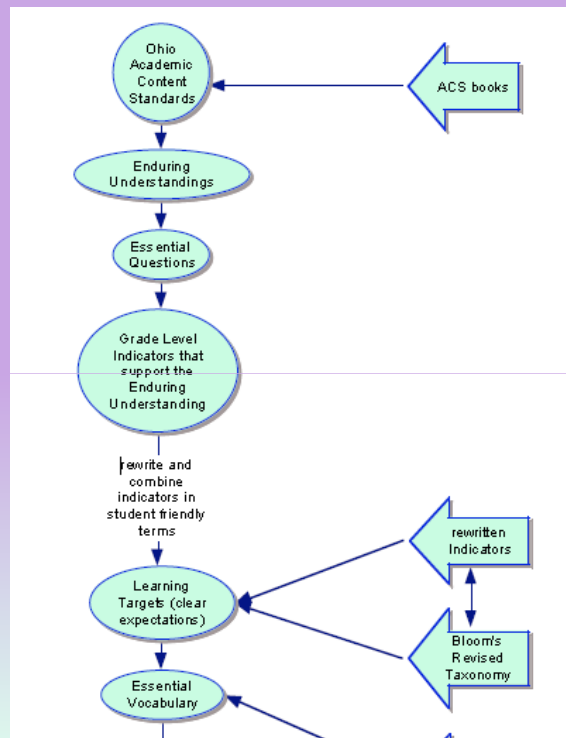 Ohio
Academic
Content
Standards
ACS books
Enduring
Understandings
Essential
Questions
Grade Level
Indicators that
support the
Enduring
Understanding
rewrite and
combine
indicators in
student friendly
terms
rewritten
Indicators
Learning
Targets (clear
expectations)
Bloom's
Revised
Taxonomy
Essential
Vocabulary